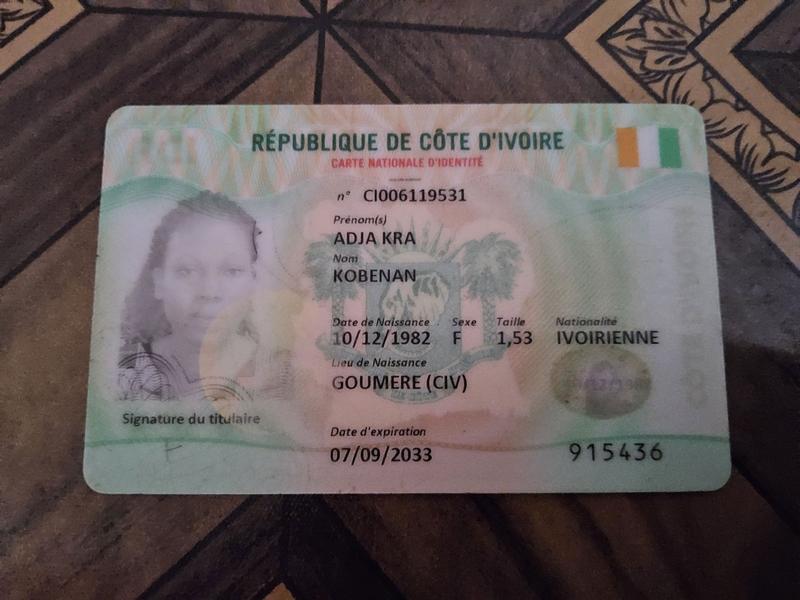 RÉPUBLIQUE DE CÔTE D'IVOIRE
CARTE NATIONALE D'IDENTITÉ
n° CI006119531
Prénom(s)
ADJA KRA
Nom
KOBENAN
Date de Naissance Sexe Taille Nationalité
10/12/1982 F 1,53 IVOIRIENNE
Lieu de Naissance
GOUMERE (CIV)
Signature du titulaire
Date d'expiration
07/09/2033 915436